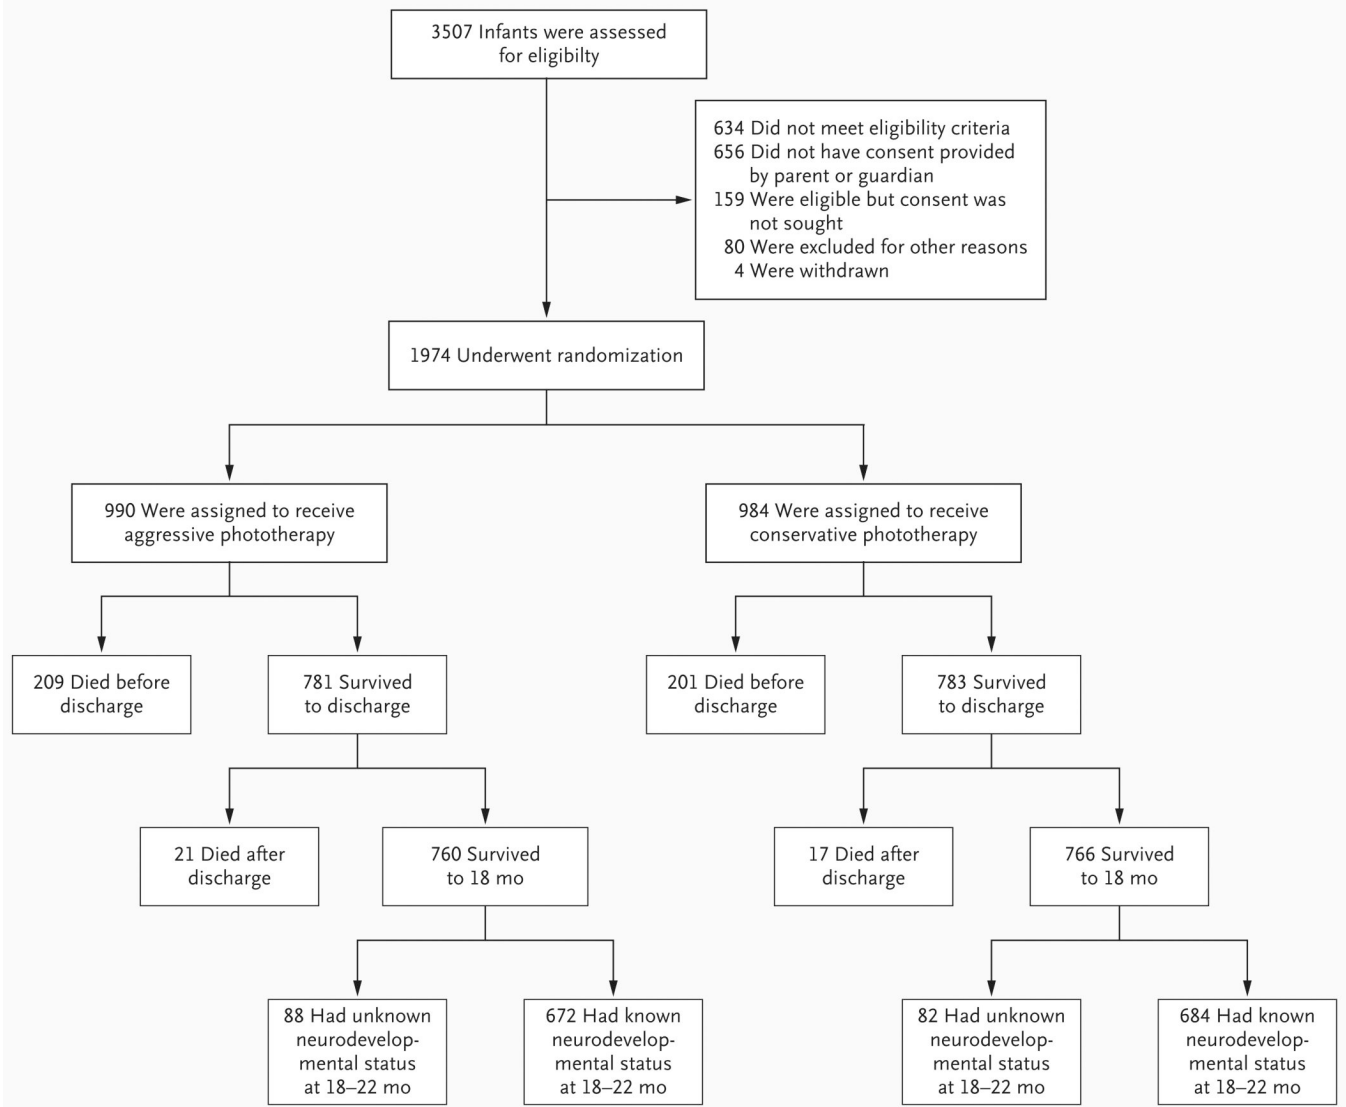 3507 Infants were assessed
for eligibilty
634 Did not meet eligibility criteria
656 Did not have consent provided
by parent or guardian
159 Were eligible but consent was
not sought
80 Were excluded for other reasons
4 Were withdrawn
1974 Underwent randomization
990 Were assigned to receive
aggressive phototherapy
984 Were assigned to receive
conservative phototherapy
209 Died before
discharge
781 Survived
to discharge
201 Died before
discharge
783 Survived
to discharge
21 Died after
discharge
760 Survived
to 18 mo
17 Died after
discharge
766 Survived
to 18 mo
88 Had unknown
neurodevelop-
mental status
at 18–22 mo
672 Had known
neurodevelop-
mental status
at 18–22 mo
82 Had unknown
neurodevelop-
mental status
at 18–22 mo
684 Had known
neurodevelop-
mental status
at 18–22 mo